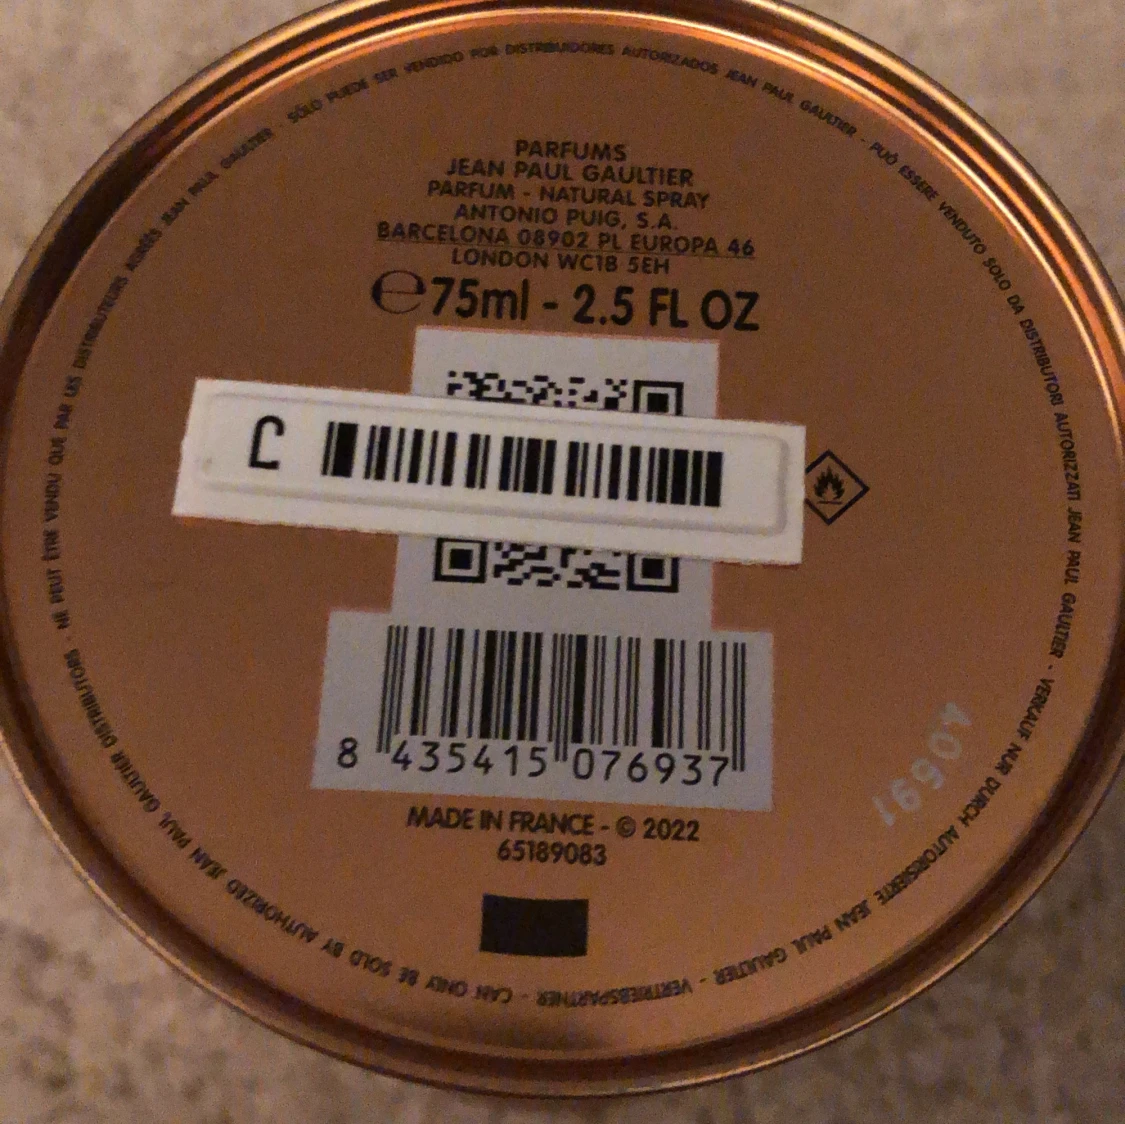 PARFUMS
JEAN PAUL GAULTIER
PARFUM - NATURAL SPRAY
ANTONIO PUIG, S.A.
BARCELONA 08902 PL EUROPA 46
LONDON WC1B 5EH
℮75ml - 2.5 FL OZ
8 435415 076937
MADE IN FRANCE - © 2022
65189083
40591
CAN ONLY BE SOLD BY AUTHORIZED JEAN PAUL GAULTIER DISTRIBUTORS - NE PEUT ÊTRE VENDU QUE PAR LES DISTRIBUTEURS AGRÉÉS JEAN PAUL GAULTIER - SÓLO PUEDE SER VENDIDO POR DISTRIBUIDORES AUTORIZADOS JEAN PAUL GAULTIER - PUÒ ESSERE VENDUTO SOLO DA DISTRIBUTORI AUTORIZZATI JEAN PAUL GAULTIER - VERKAUF NUR DURCH AUTORISIERTE JEAN PAUL GAULTIER - VERTRIEBSPARTNER -